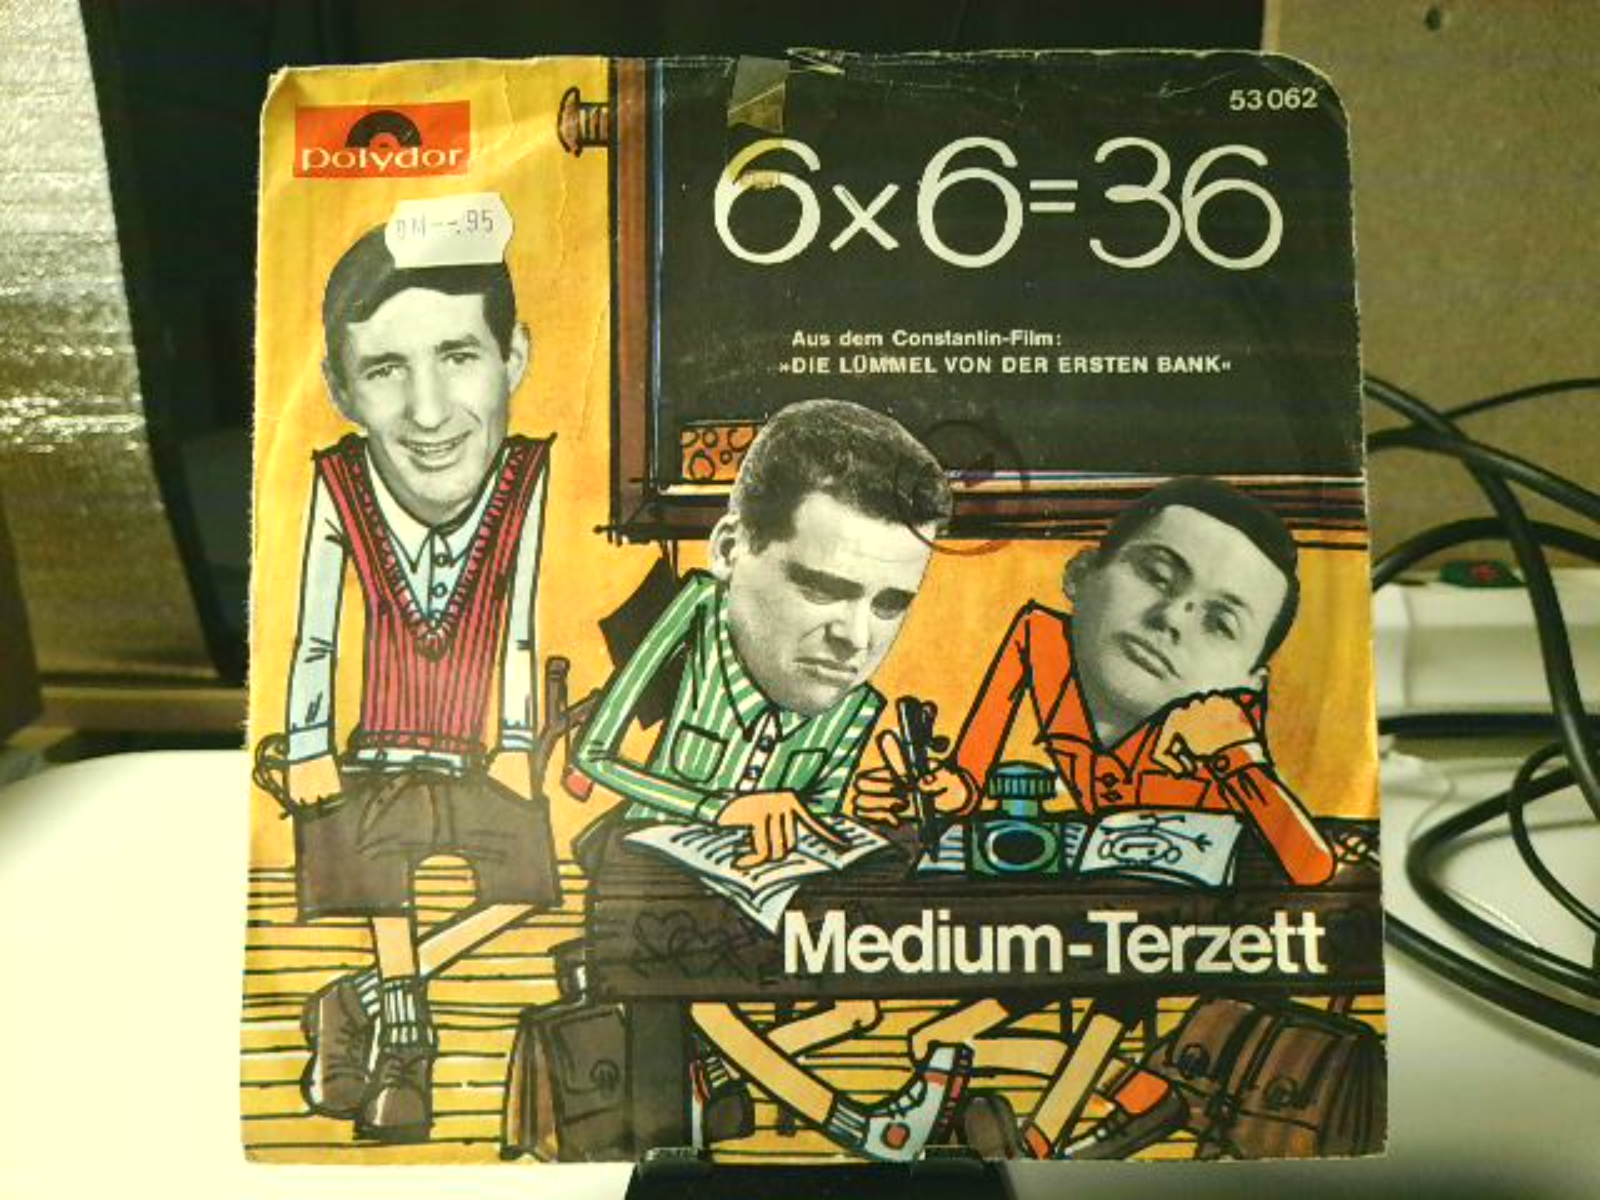 polydor
DM--.95
53 062
6x6=36
Aus dem Constantin-Film:
»DIE LÜMMEL VON DER ERSTEN BANK«
Medium-Terzett